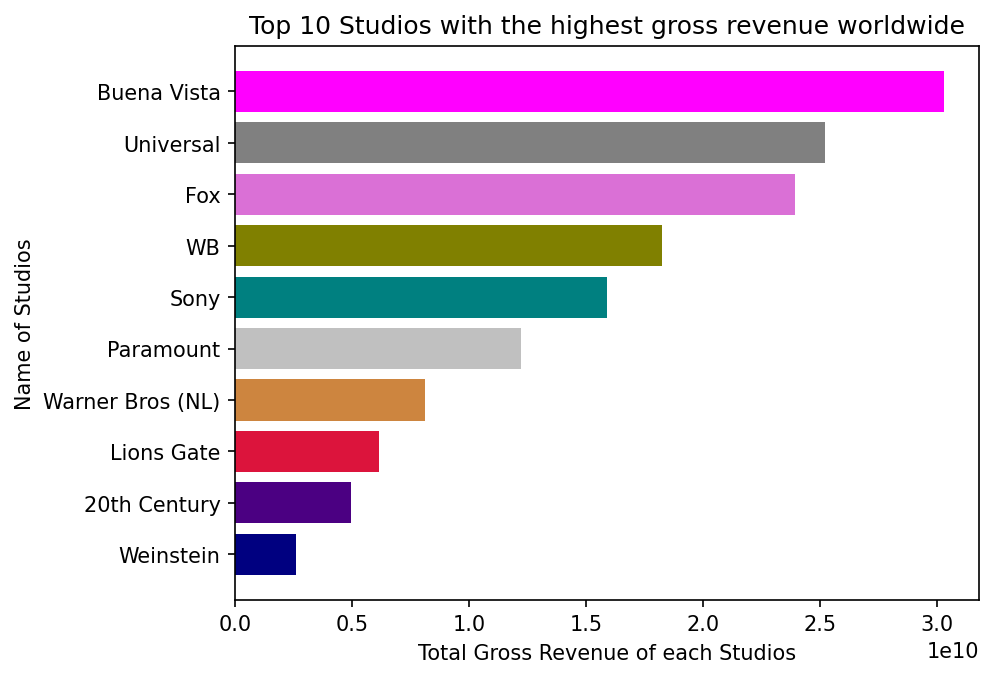 Top 10 Studios with the highest gross revenue worldwide
Name of Studios
Buena Vista
Universal
Fox
WB
Sony
Paramount
Warner Bros (NL)
Lions Gate
20th Century
Weinstein
0.0 0.5 1.0 1.5 2.0 2.5 3.0
1e10
Total Gross Revenue of each Studios